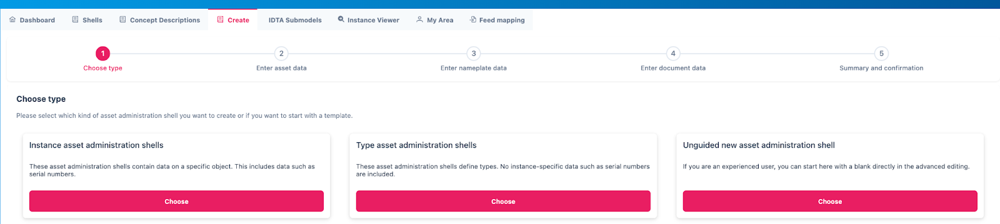 Dashboard Shells Concept Descriptions Create IDTA Submodels Instance Viewer My Area Feed mapping
1 2 3 4 5
Choose type Enter asset data Enter nameplate data Enter document data Summary and confirmation
Choose type
Please select which kind of asset administration shell you want to create or if you want to start with a template.
Instance asset administration shells
These asset administration shells contain data on a specific object. This includes data such as
serial numbers.
Choose
Type asset administration shells
These asset administration shells define types. No instance-specific data such as serial numbers
are included.
Choose
Unguided new asset administration shell
If you are an experienced user, you can start here with a blank directly in the advanced editing.
Choose